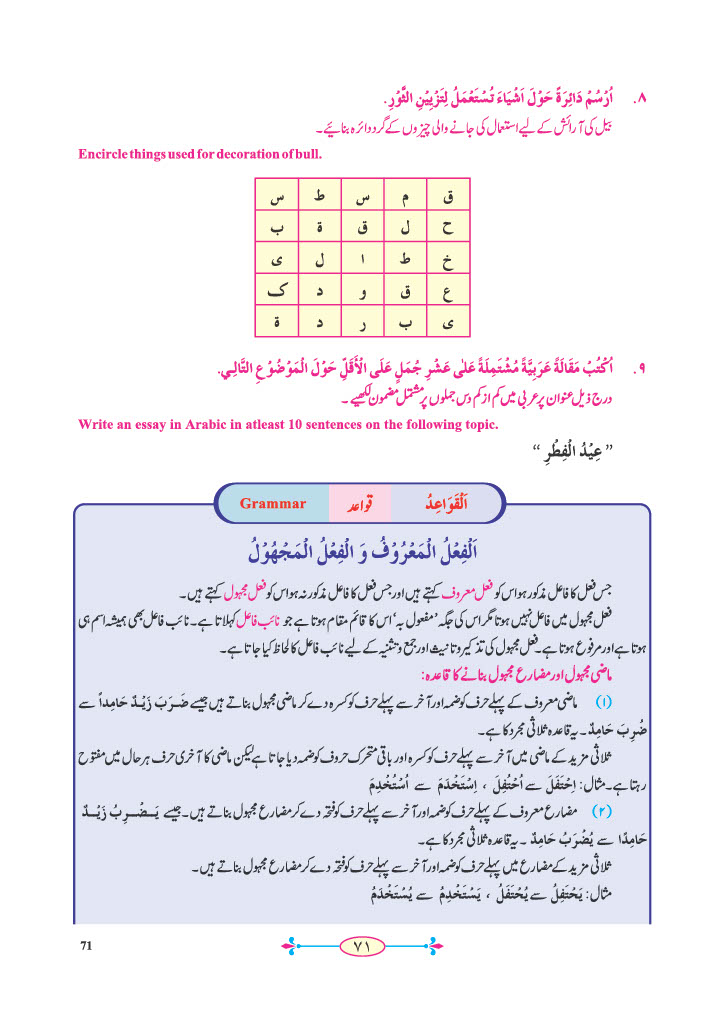 ۸. اُرْسُمْ دَائِرَةً حَوْلَ اَشْيَاءَ تُسْتَعْمَلُ لِتَزْيِيْنِ الثَّوْرِ.
بیل کی آرائش کے لیے استعمال کی جانے والی چیزوں کے گرد دائرہ بنائیے۔
Encircle things used for decoration of bull.
ق م س ط س
ح ل ق ة ب
خ ط ا ل ی
ع ق و د ک
ی ب ر د ة
۹. اُكْتُبْ مَقَالَةً عَرَبِيَّةً مُشْتَمِلَةً عَلٰى عَشْرِ جُمَلٍ عَلَى الْأَقَلِّ حَوْلَ الْمَوْضُوْعِ التَّالِي.
درج ذیل عنوان پر عربی میں کم از کم دس جملوں پر مشتمل مضمون لکھیے۔
Write an essay in Arabic in atleast 10 sentences on the following topic.
” عِيْدُ الْفِطْرِ “
اَلْقَوَاعِدُ قواعد Grammar
اَلْفِعْلُ الْمَعْرُوْفُ وَ الْفِعْلُ الْمَجْهُوْلُ
جس فعل کا فاعل مذکور ہو اس کو فعل معروف کہتے ہیں اور جس فعل کا فاعل مذکور نہ ہو اس کو فعل مجہول کہتے ہیں۔
فعل مجہول میں فاعل نہیں ہوتا مگر اس کی جگہ ’مفعول بہ‘ اس کا قائم مقام ہوتا ہے جو نائب فاعل کہلاتا ہے۔ نائب فاعل بھی ہمیشہ اسم ہی
ہوتا ہے اور مرفوع ہوتا ہے۔ فعل مجہول کی تذکیر و تانیث اور جمع و تثنیہ کے لیے نائب فاعل کا لحاظ کیا جاتا ہے۔
ماضی مجہول اور مضارع مجہول بنانے کا قاعدہ:
(۱) ماضی معروف کے پہلے حرف کو ضمہ اور آخر سے پہلے حرف کو کسرہ دے کر ماضی مجہول بناتے ہیں جیسے ضَرَبَ زَيْدٌ حَامِداً سے
ضُرِبَ حَامِدٌ ۔ یہ قاعدہ ثلاثی مجرد کا ہے۔
ثلاثی مزید کے ماضی میں آخر سے پہلے حرف کو کسرہ اور باقی متحرک حروف کو ضمہ دیا جاتا ہے لیکن ماضی کا آخری حرف ہر حال میں مفتوح
رہتا ہے۔ مثال: اِحْتَفَلَ سے اُحْتُفِلَ ، اِسْتَخْدَمَ سے اُسْتُخْدِمَ
(۲) مضارع معروف کے پہلے حرف کو ضمہ اور آخر سے پہلے حرف کو فتحہ دے کر مضارع مجہول بناتے ہیں۔ جیسے يَضْرِبُ زَيْدٌ
حَامِدًا سے يُضْرَبُ حَامِدٌ ۔ یہ قاعدہ ثلاثی مجرد کا ہے۔
ثلاثی مزید کے مضارع میں پہلے حرف کو ضمہ اور آخر سے پہلے حرف کو فتحہ دے کر مضارع مجہول بناتے ہیں۔
مثال: يَحْتَفِلُ سے يُحْتَفَلُ ، يَسْتَخْدِمُ سے يُسْتَخْدَمُ
71 ۷۱